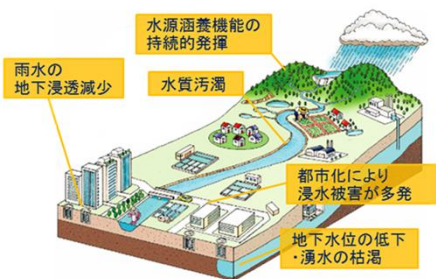 水源涵養機能の
持続的発揮
雨水の
地下浸透減少
水質汚濁
都市化により
浸水被害が多発
地下水位の低下
・湧水の枯渇